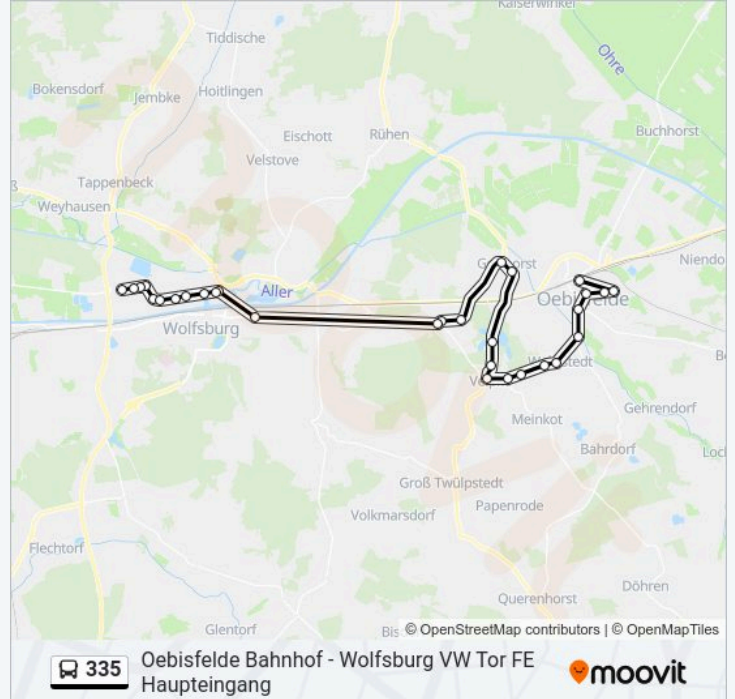 Kaiserwinkel
Tiddische
Ohre
Bokensdorf
Jembke
Hoitlingen
Eischott
Rühen
Buchhorst
Velstove
Tappenbeck
Weyhausen
Niendo
Aller
Oebisfelde
Wolfsburg
Meinkot
Gehrendorf
Bahrdorf
Groß Twülpstedt
Papenrode
Volkmarsdorf
Flechtorf
Döhren
Querenhorst
Glentorf
© OpenStreetMap contributors | © OpenMapTiles
335
Oebisfelde Bahnhof - Wolfsburg VW Tor FE
Haupteingang
moovit